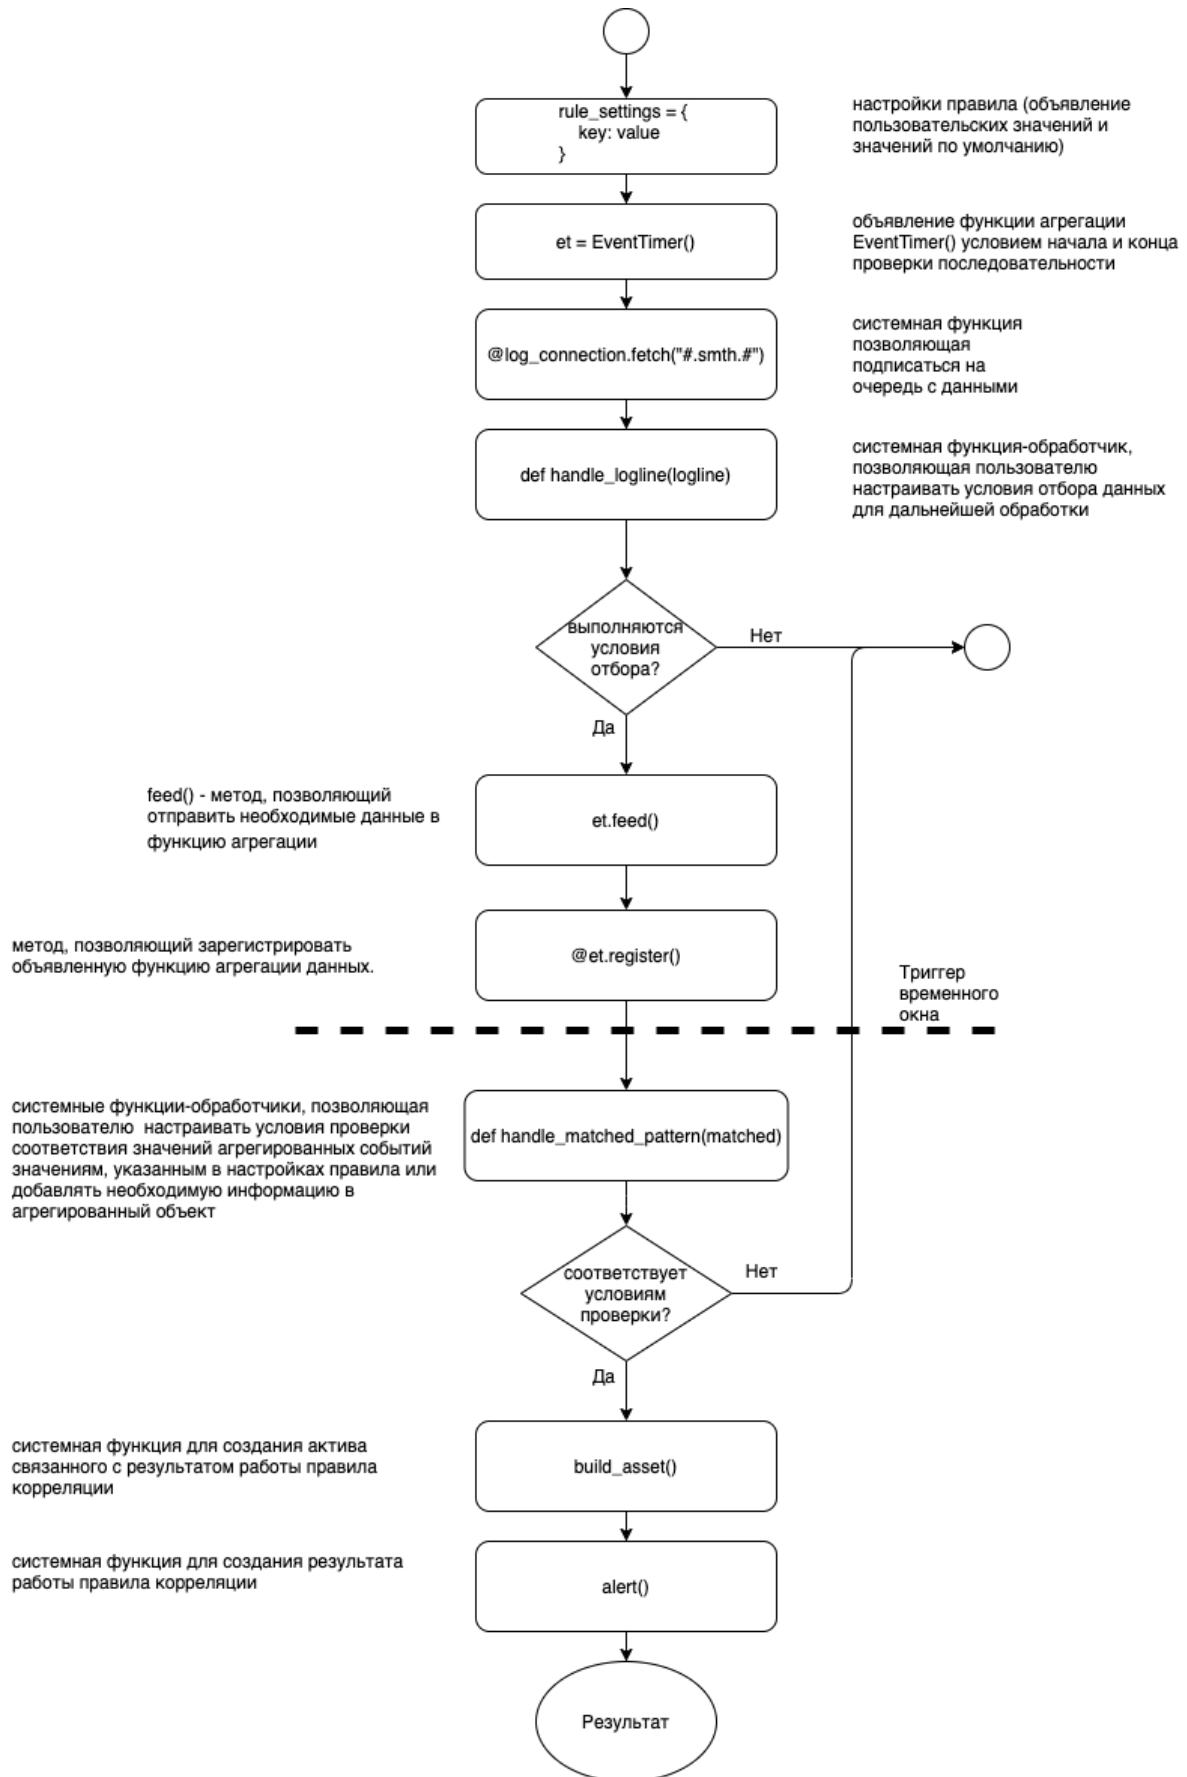 rule_settings = {
key: value
}
настройки правила (объявление
пользовательских значений и
значений по умолчанию)
et = EventTimer()
объявление функции агрегации
EventTimer() условием начала и конца
проверки последовательности
@log_connection.fetch("#.smth.#")
системная функция
позволяющая
подписаться на
очередь с данными
def handle_logline(logline)
системная функция-обработчик,
позволяющая пользователю
настраивать условия отбора данных
для дальнейшей обработки
выполняются
условия
отбора?
Нет
Да
feed() - метод, позволяющий
отправить необходимые данные в
функцию агрегации
et.feed()
метод, позволяющий зарегистрировать
объявленную функцию агрегации данных.
@et.register()
Триггер
временного
окна
системные функции-обработчики, позволяющая
пользователю настраивать условия проверки
соответствия значений агрегированных событий
значениям, указанным в настройках правила или
добавлять необходимую информацию в
агрегированный объект
def handle_matched_pattern(matched)
соответствует
условиям
проверки?
Нет
Да
системная функция для создания актива
связанного с результатом работы правила
корреляции
build_asset()
системная функция для создания результата
работы правила корреляции
alert()
Результат